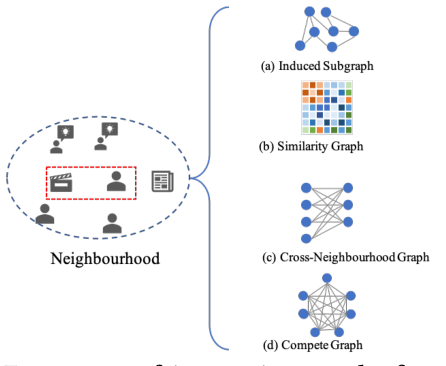 (a) Induced Subgraph
(b) Similarity Graph
Neighbourhood
(c) Cross-Neighbourhood Graph
(d) Compete Graph